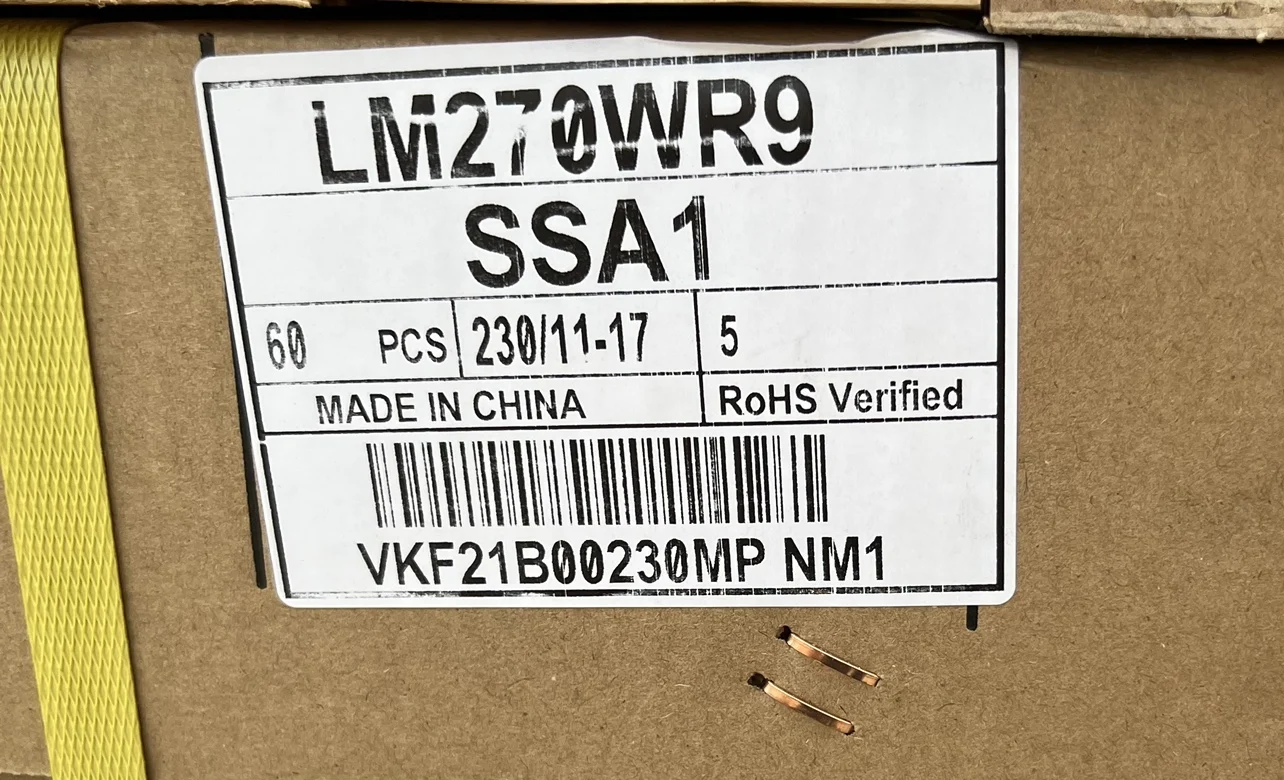 LM270WR9
SSA1
60 PCS 230/11-17 5
MADE IN CHINA RoHS Verified
VKF21B00230MP NM1